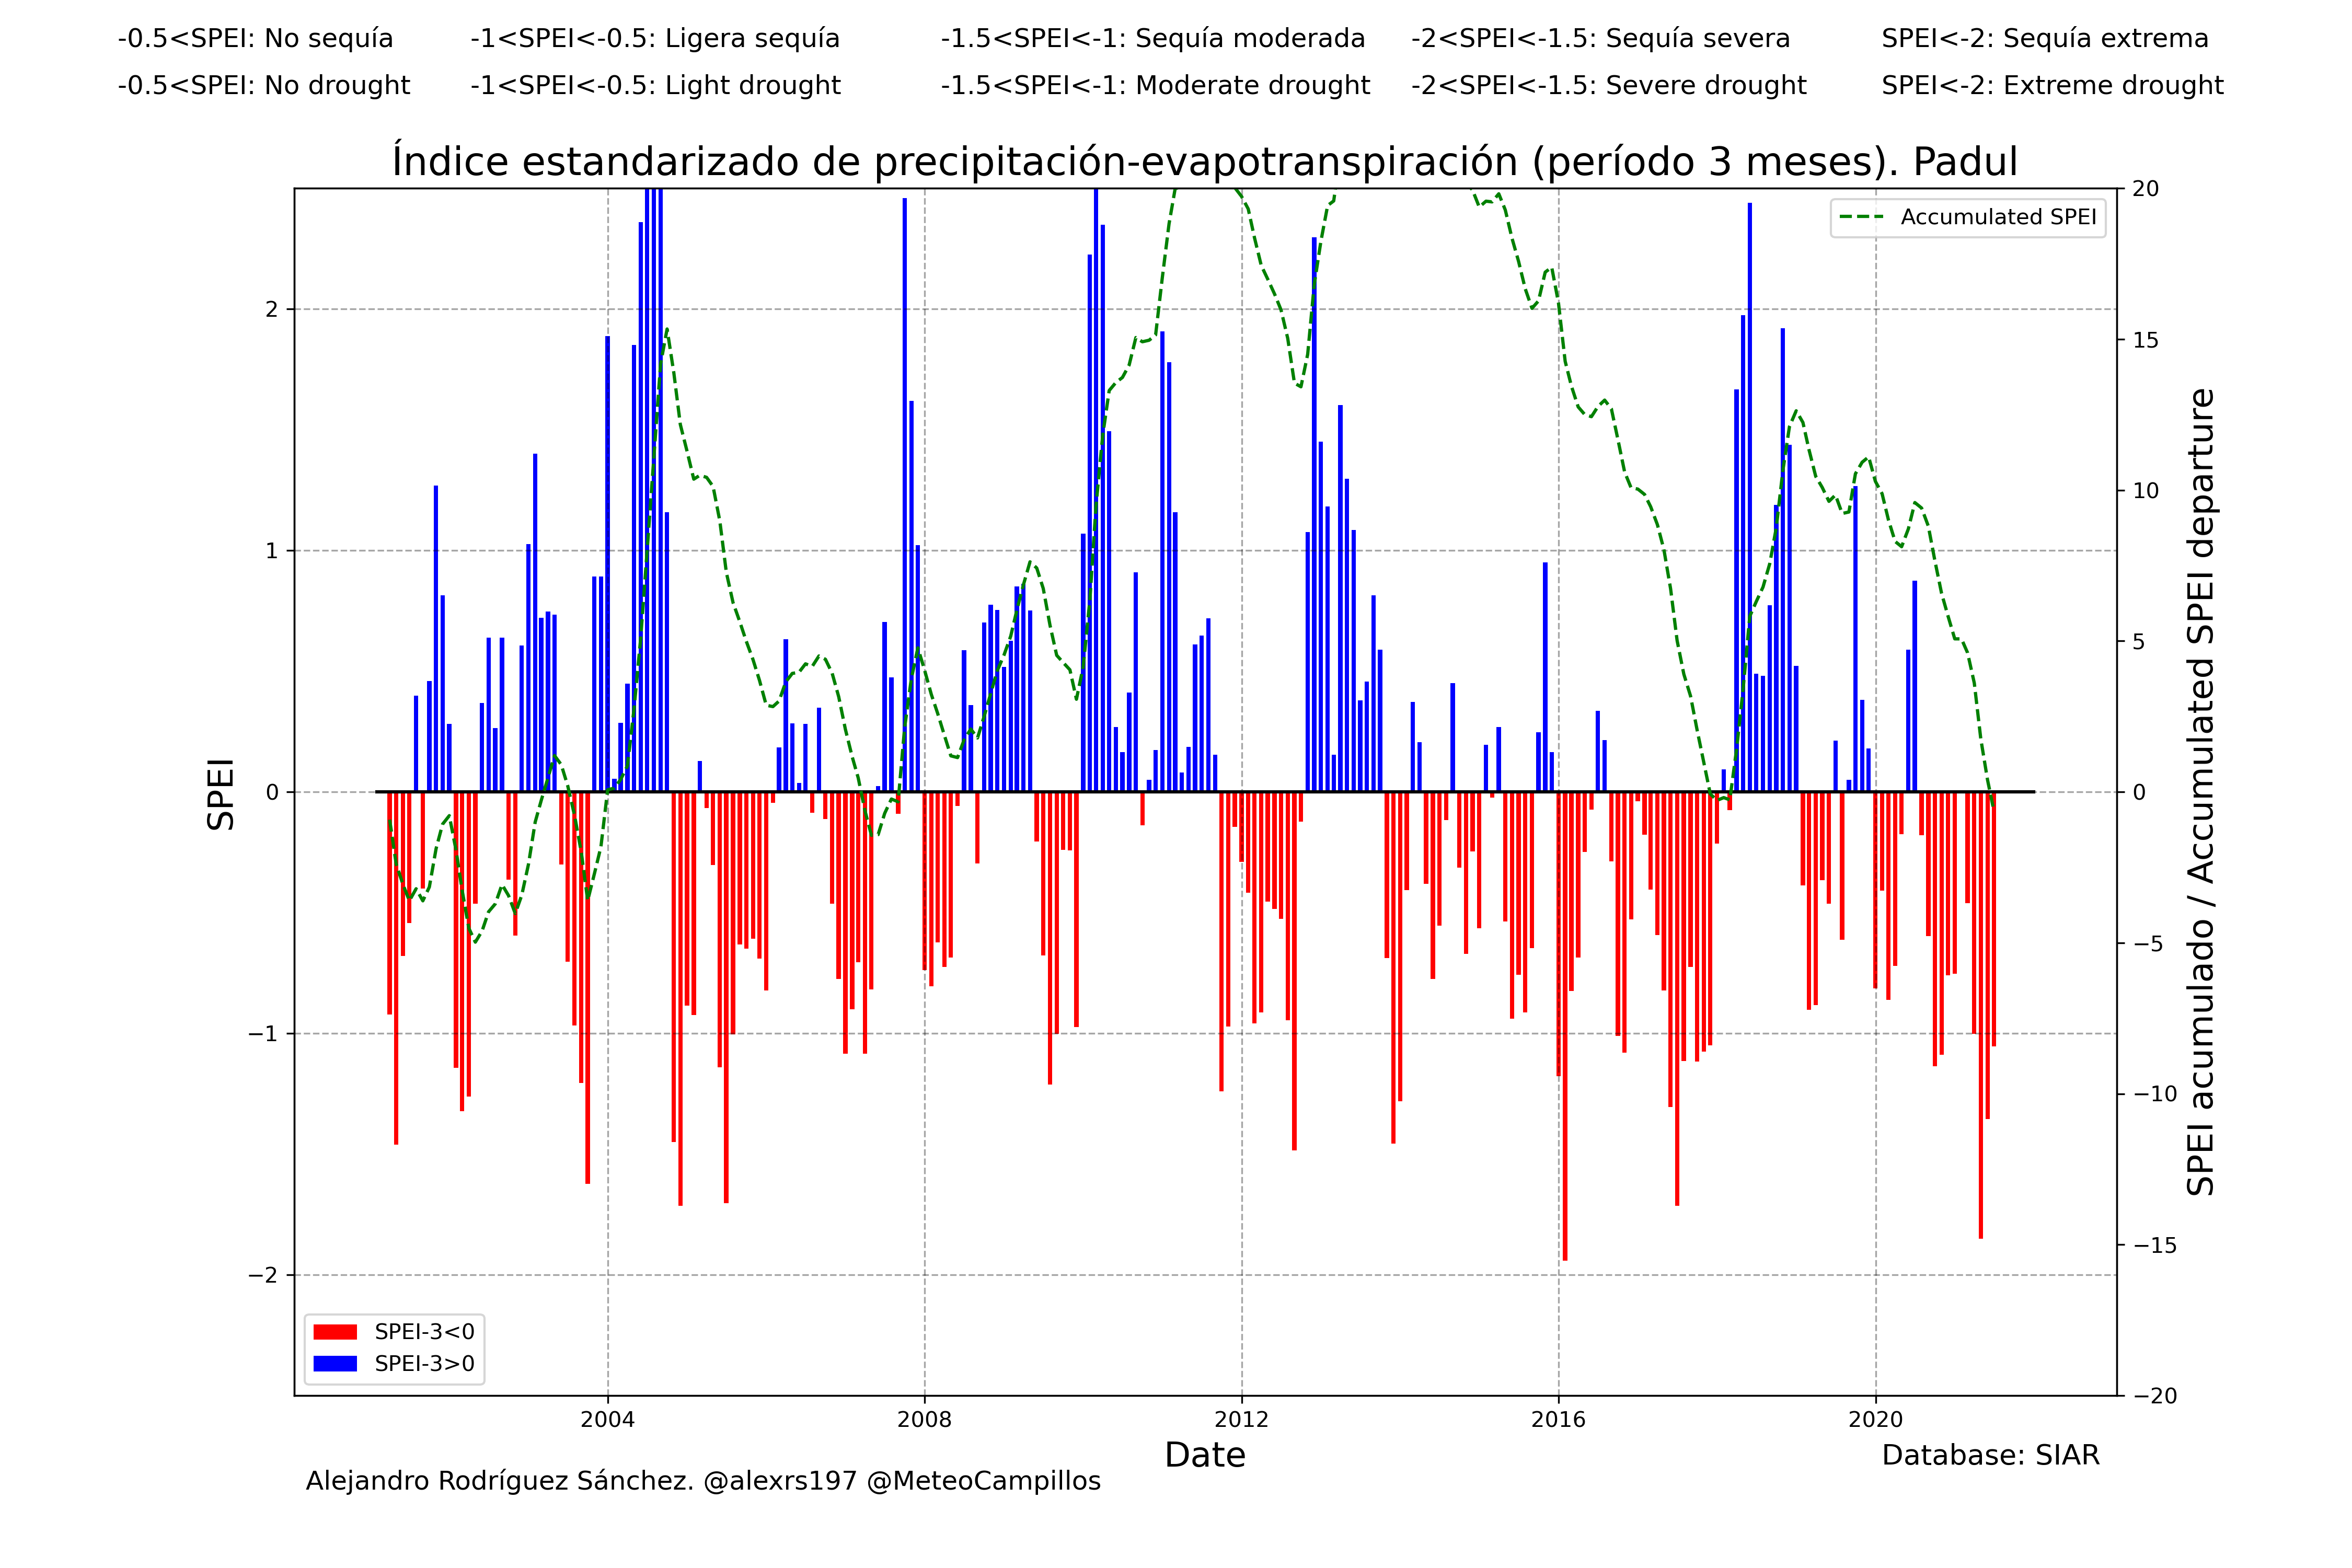 -0.5<SPEI: No sequía -1<SPEI<-0.5: Ligera sequía -1.5<SPEI<-1: Sequía moderada -2<SPEI<-1.5: Sequía severa SPEI<-2: Sequía extrema
-0.5<SPEI: No drought -1<SPEI<-0.5: Light drought -1.5<SPEI<-1: Moderate drought -2<SPEI<-1.5: Severe drought SPEI<-2: Extreme drought
Índice estandarizado de precipitación-evapotranspiración (período 3 meses). Padul
Accumulated SPEI
2
1
0
−1
−2
SPEI
20
15
10
5
0
−5
−10
−15
−20
SPEI acumulado / Accumulated SPEI departure
SPEI-3<0
SPEI-3>0
2004 2008 2012 2016 2020
Date
Database: SIAR
Alejandro Rodríguez Sánchez. @alexrs197 @MeteoCampillos